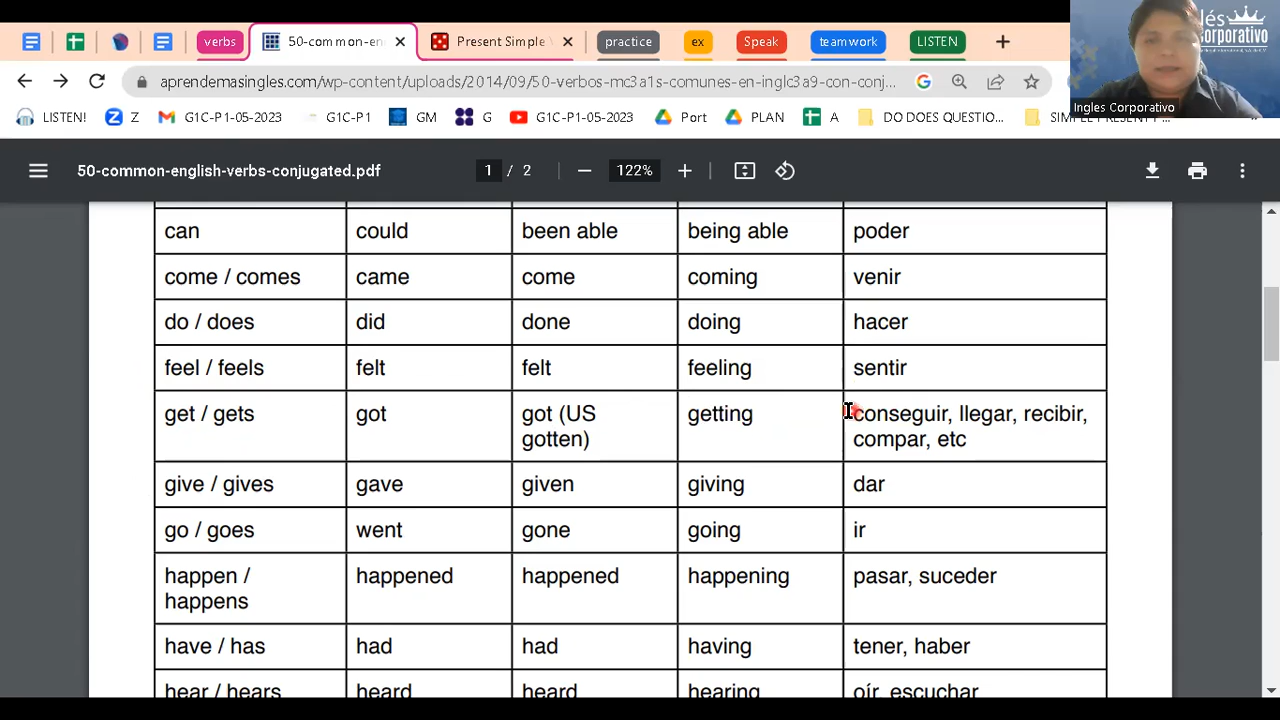 verbs
50-common-en
Present Simple
practice
ex
Speak
teamwork
LISTEN
aprendemasingles.com/wp-content/uploads/2014/09/50-verbos-mc3a1s-comunes-en-inglc3a9-con-conj...
LISTEN!
Z
G1C-P1-05-2023
G1C-P1
GM
G
G1C-P1-05-2023
Port
PLAN
A
DO DOES QUESTIO...
50-common-english-verbs-conjugated.pdf
1 / 2
122%
can could been able being able poder
come / comes came come coming venir
do / does did done doing hacer
feel / feels felt felt feeling sentir
get / gets got got (US getting conseguir, llegar, recibir,
gotten) compar, etc
give / gives gave given giving dar
go / goes went gone going ir
happen / happened happened happening pasar, suceder
happens
have / has had had having tener, haber
hear / hears heard heard hearing oír, escuchar
lés
Corporativo
Ingles Corporativo